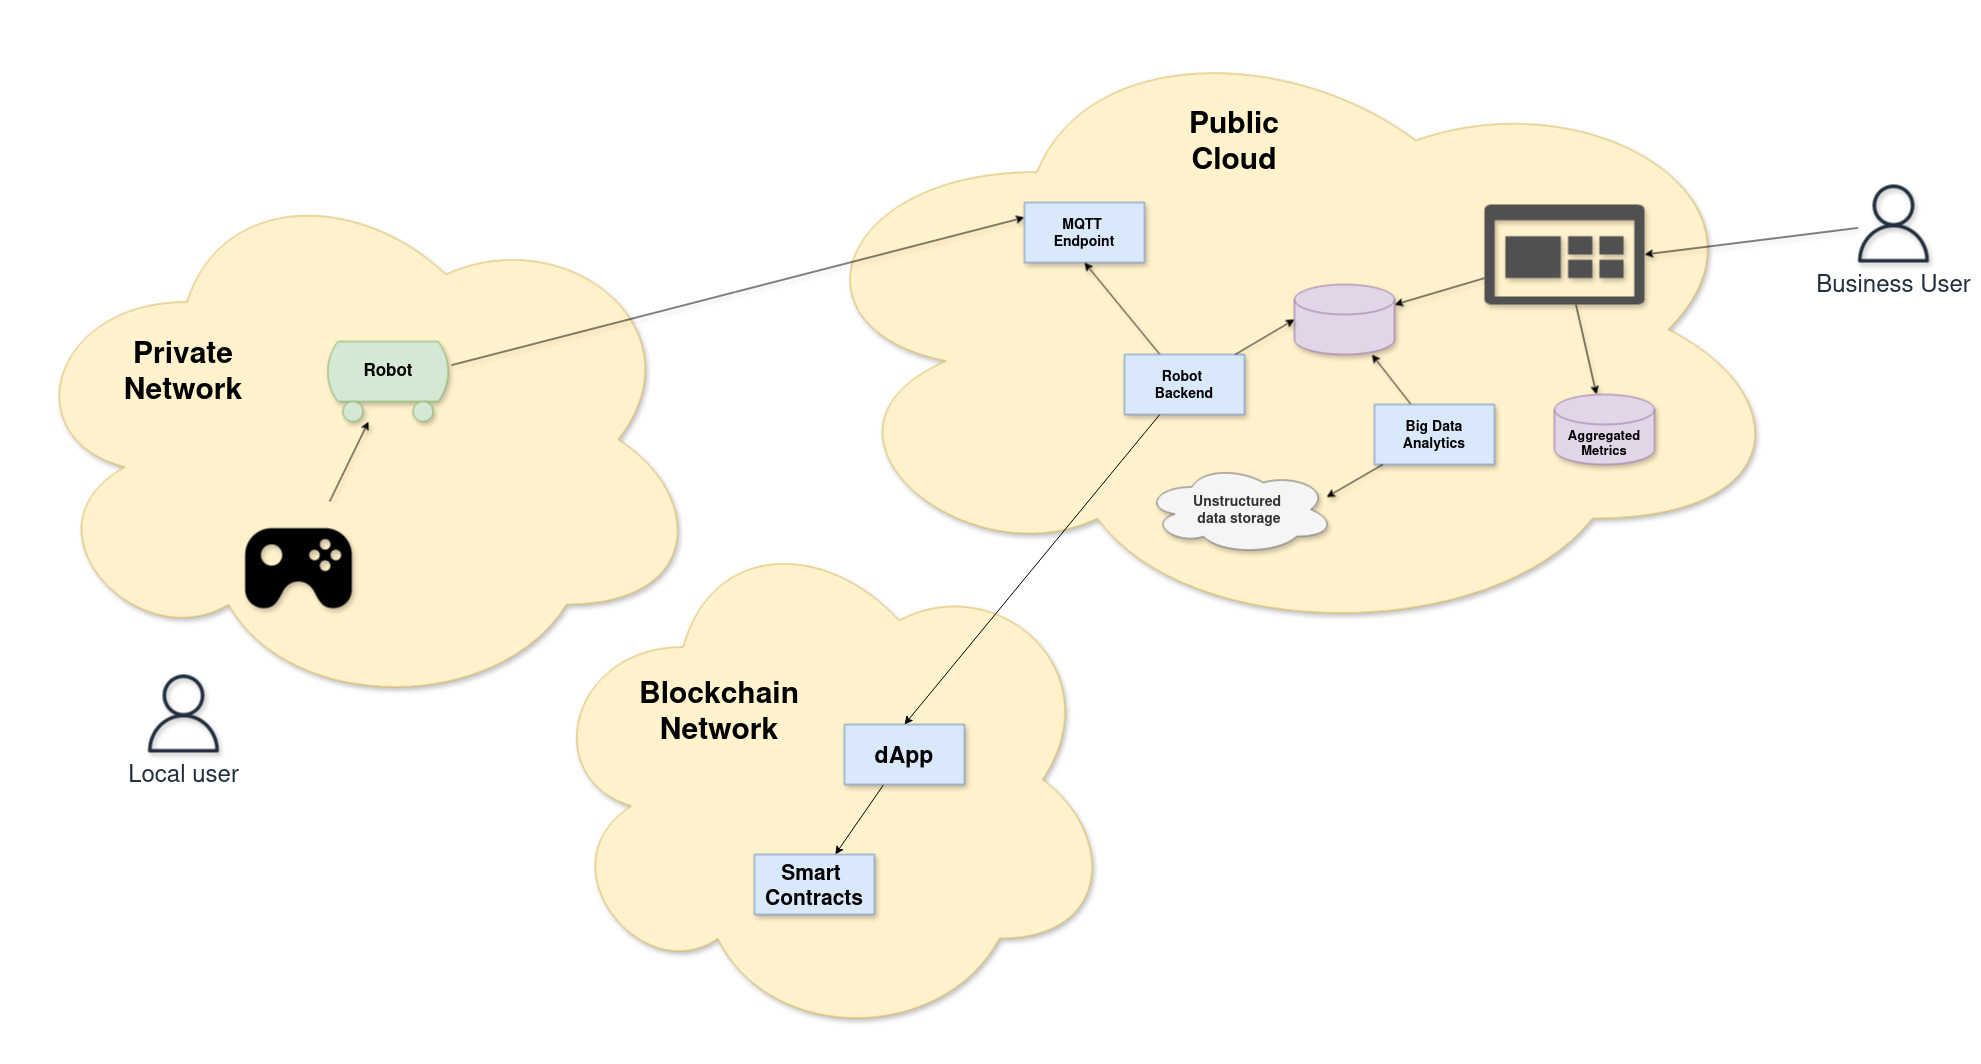 Public
Cloud
MQTT
Endpoint
Business User
Private
Network
Robot
Robot
Backend
Big Data
Analytics
Aggregated
Metrics
Unstructured
data storage
Blockchain
Network
dApp
Local user
Smart
Contracts